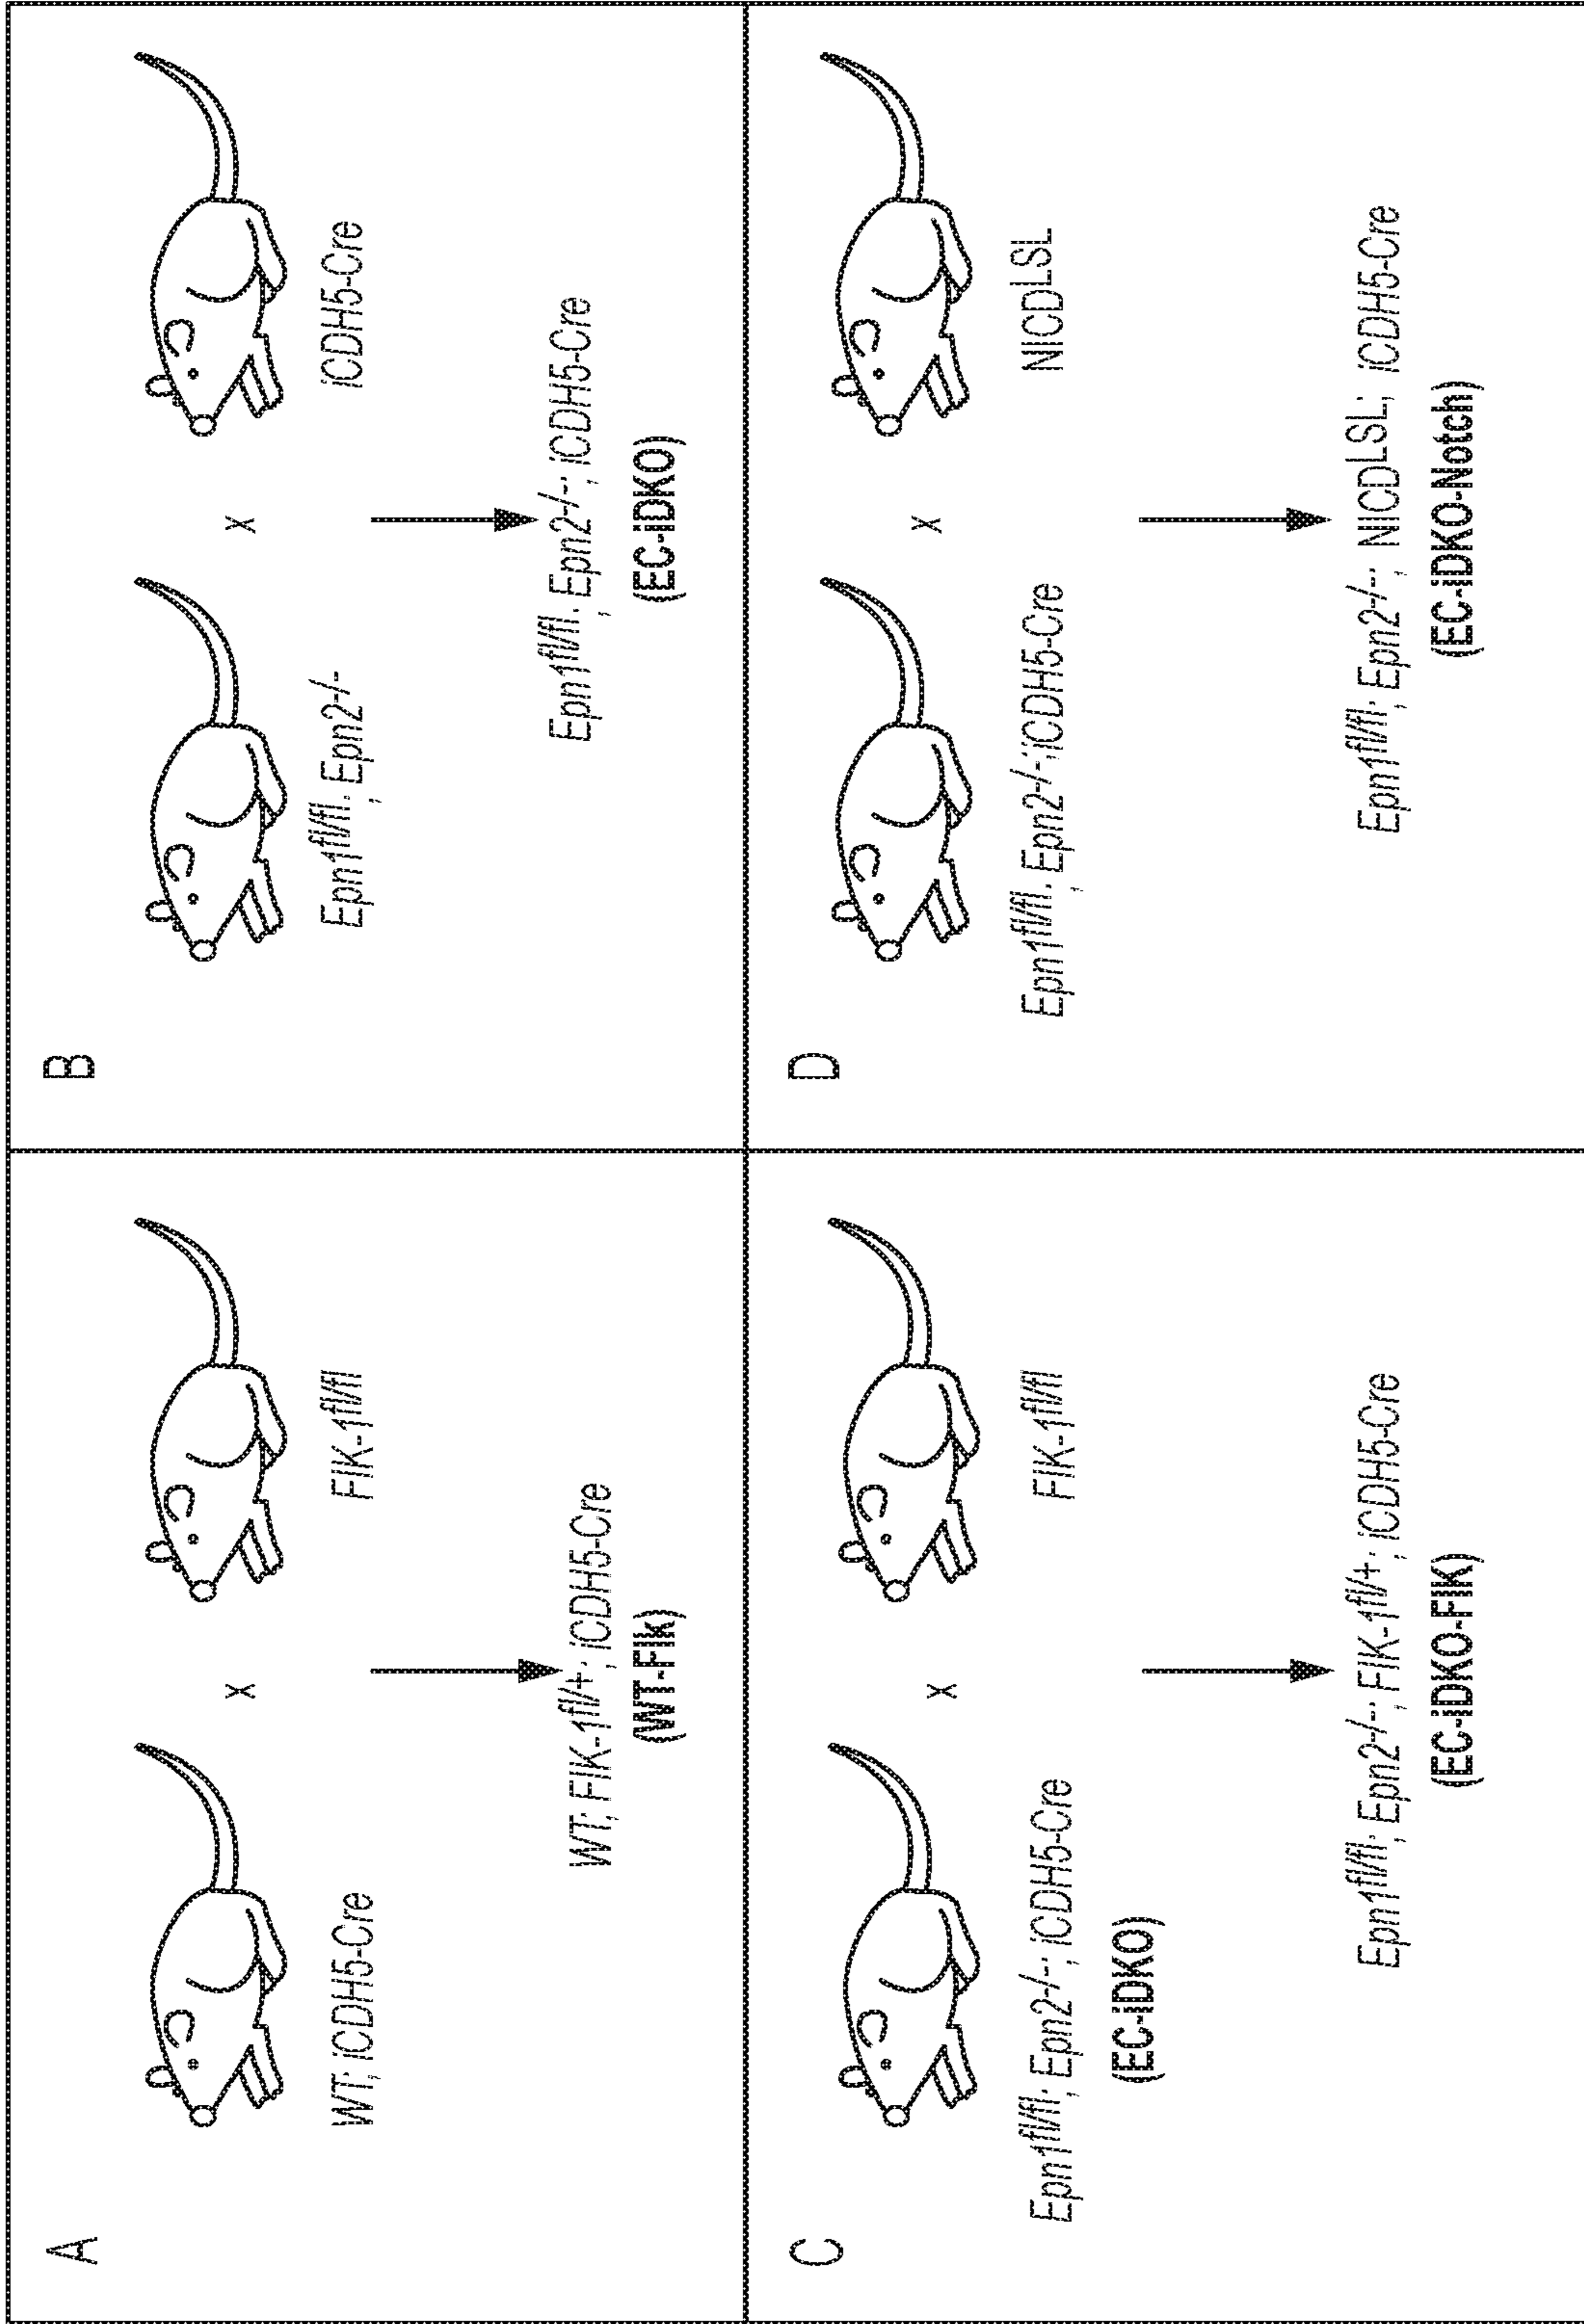 A
WT; iCDH5-Cre
x
FlK-1fl/fl
WT; FlK-1fl/+; iCDH5-Cre
(WT-Flk)
B
Epn1fl/fl; Epn2-/-
x
iCDH5-Cre
Epn1fl/fl; Epn2-/-; iCDH5-Cre
(EC-iDKO)
C
Epn1fl/fl; Epn2-/-; iCDH5-Cre
(EC-iDKO)
x
FlK-1fl/fl
Epn1fl/fl; Epn2-/-; FlK-1fl/+; iCDH5-Cre
(EC-iDKO-Flk)
D
Epn1fl/fl; Epn2-/-;iCDH5-Cre
x
NICDLSL
Epn1fl/fl; Epn2-/-; NICDLSL; iCDH5-Cre
(EC-iDKO-Notch)